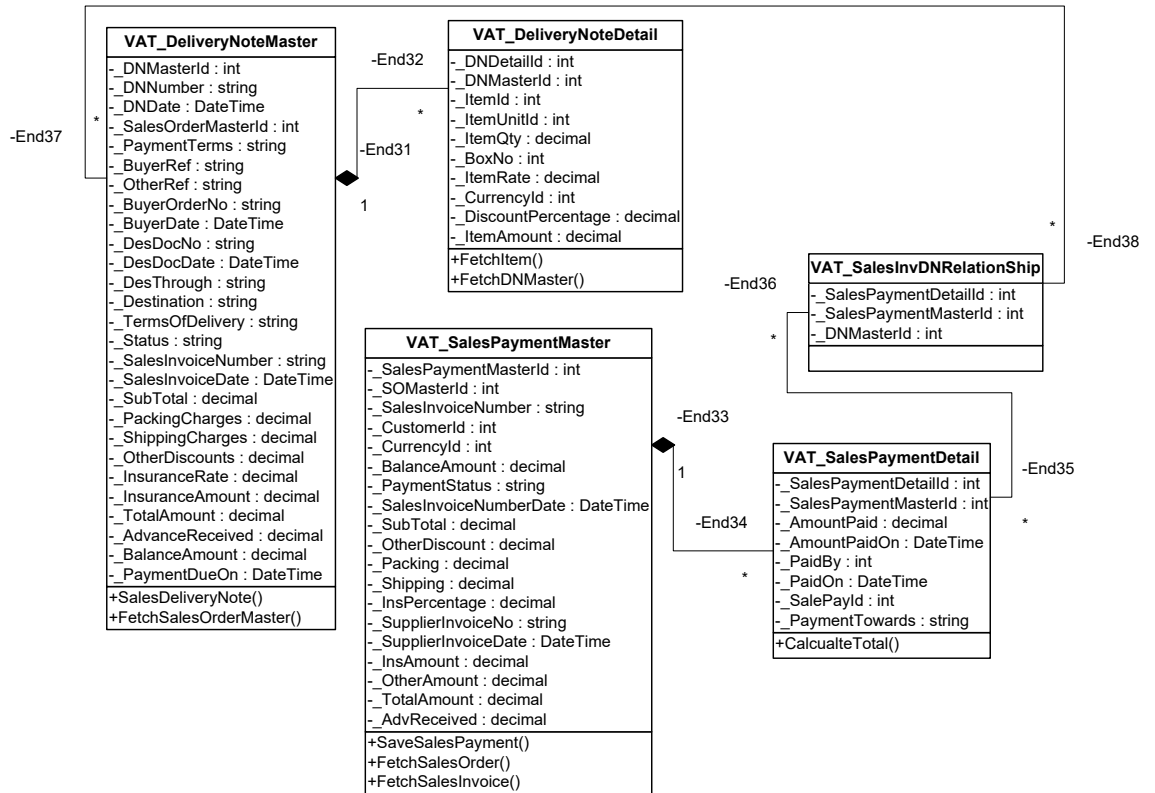 VAT_DeliveryNoteMaster
-_DNMasterId : int
-_DNNumber : string
-_DNDate : DateTime
-_SalesOrderMasterId : int
-_PaymentTerms : string
-_BuyerRef : string
-_OtherRef : string
-_BuyerOrderNo : string
-_BuyerDate : DateTime
-_DesDocNo : string
-_DesDocDate : DateTime
-_DesThrough : string
-_Destination : string
-_TermsOfDelivery : string
-_Status : string
-_SalesInvoiceNumber : string
-_SalesInvoiceDate : DateTime
-_SubTotal : decimal
-_PackingCharges : decimal
-_ShippingCharges : decimal
-_OtherDiscounts : decimal
-_InsuranceRate : decimal
-_InsuranceAmount : decimal
-_TotalAmount : decimal
-_AdvanceReceived : decimal
-_BalanceAmount : decimal
-_PaymentDueOn : DateTime
+SalesDeliveryNote()
+FetchSalesOrderMaster()
-End37
*
-End31
1
-End32
*
VAT_DeliveryNoteDetail
-_DNDetailId : int
-_DNMasterId : int
-_ItemId : int
-_ItemUnitId : int
-_ItemQty : decimal
-_BoxNo : int
-_ItemRate : decimal
-_CurrencyId : int
-_DiscountPercentage : decimal
-_ItemAmount : decimal
+FetchItem()
+FetchDNMaster()
*
-End38
VAT_SalesInvDNRelationShip
-_SalesPaymentDetailId : int
-_SalesPaymentMasterId : int
-_DNMasterId : int
-End36
*
VAT_SalesPaymentMaster
-_SalesPaymentMasterId : int
-_SOMasterId : int
-_SalesInvoiceNumber : string
-_CustomerId : int
-_CurrencyId : int
-_BalanceAmount : decimal
-_PaymentStatus : string
-_SalesInvoiceNumberDate : DateTime
-_SubTotal : decimal
-_OtherDiscount : decimal
-_Packing : decimal
-_Shipping : decimal
-_InsPercentage : decimal
-_SupplierInvoiceNo : string
-_SupplierInvoiceDate : DateTime
-_InsAmount : decimal
-_OtherAmount : decimal
-_TotalAmount : decimal
-_AdvReceived : decimal
+SaveSalesPayment()
+FetchSalesOrder()
+FetchSalesInvoice()
-End33
1
-End34
*
VAT_SalesPaymentDetail
-_SalesPaymentDetailId : int
-_SalesPaymentMasterId : int
-_AmountPaid : decimal
-_AmountPaidOn : DateTime
-_PaidBy : int
-_PaidOn : DateTime
-_SalePayId : int
-_PaymentTowards : string
+CalcualteTotal()
-End35
*